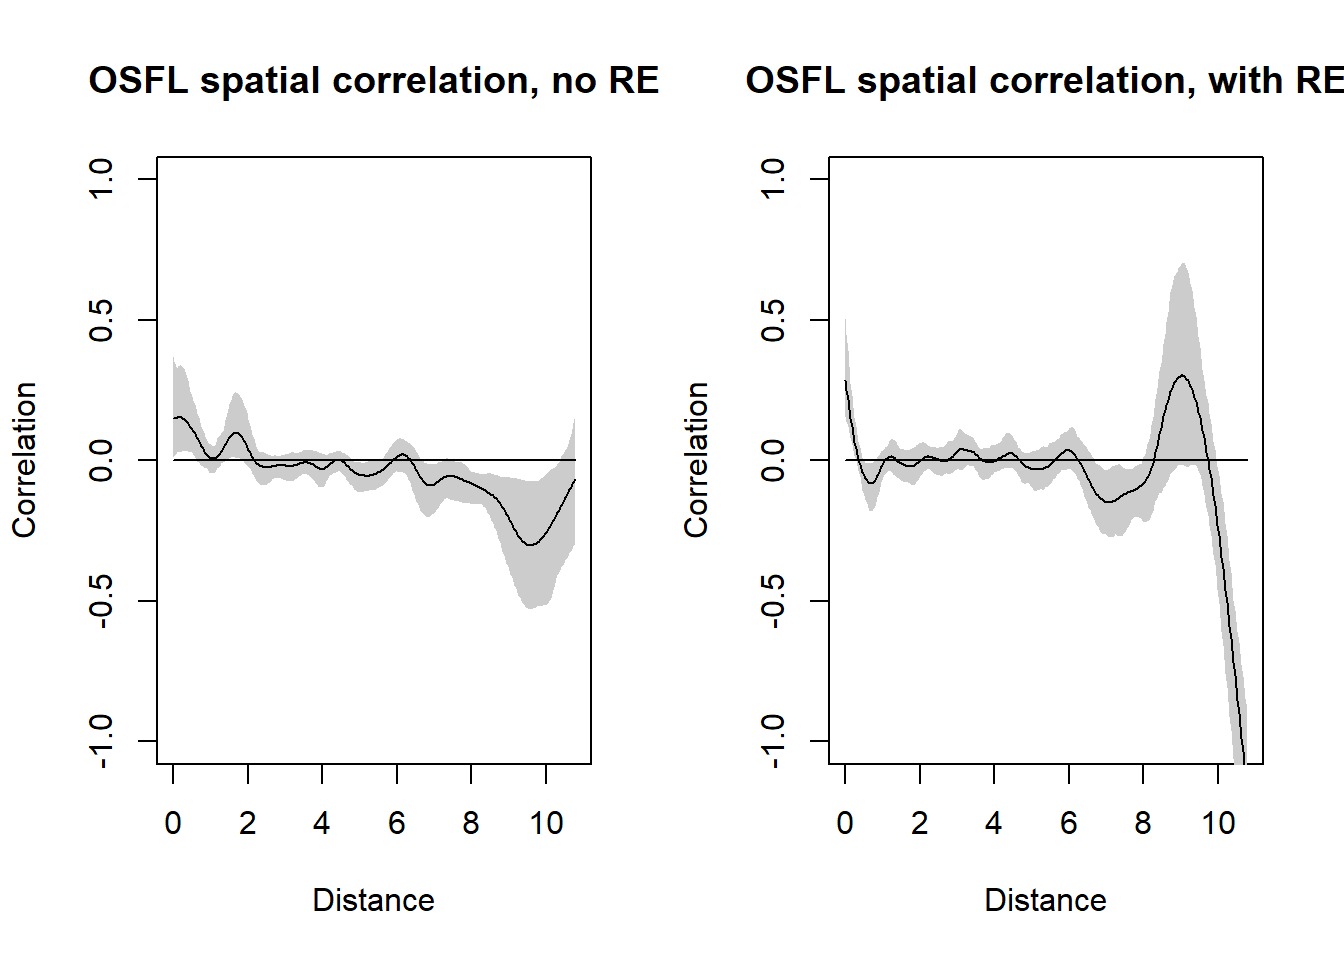 OSFL spatial correlation, no RE
Correlation
1.0
0.5
0.0
-0.5
-1.0
0 2 4 6 8 10
Distance
OSFL spatial correlation, with RE
Correlation
1.0
0.5
0.0
-0.5
-1.0
0 2 4 6 8 10
Distance